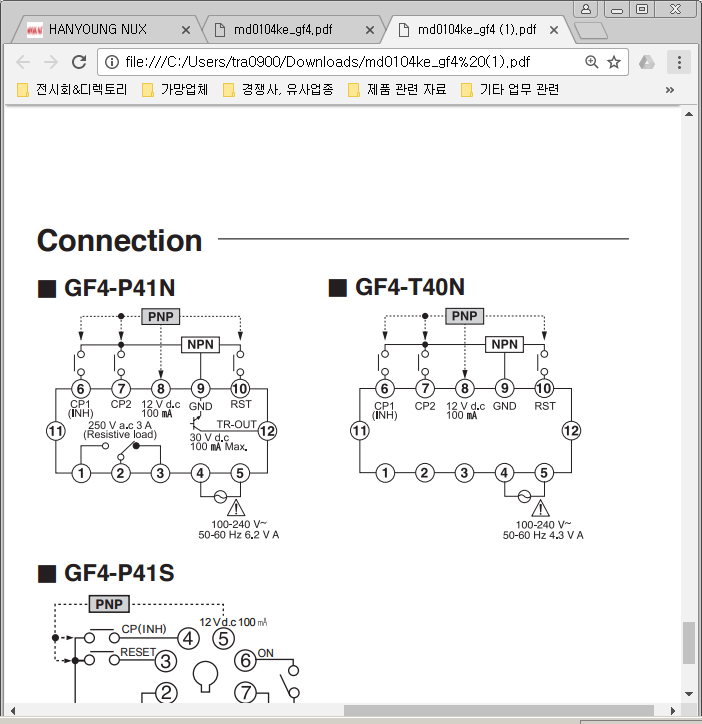 HANYOUNG NUX
md0104ke_gf4.pdf
md0104ke_gf4 (1).pdf
file:///C:/Users/tra0900/Downloads/md0104ke_gf4%20(1).pdf
전시회&디렉토리
가망업체
경쟁사, 유사업종
제품 관련 자료
기타 업무 관련
»
Connection
■ GF4-P41N
PNP
NPN
6 7 8 9 10
CP1
(INH)
CP2
12 V d.c
100 mA
GND
RST
11
250 V a.c 3 A
(Resistive load)
TR-OUT
30 V d.c
100 mA Max.
12
1 2 3 4 5
100-240 V~
50-60 Hz 6.2 V A
■ GF4-T40N
PNP
NPN
6 7 8 9 10
CP1
(INH)
CP2
12 V d.c
100 mA
GND
RST
11
12
1 2 3 4 5
100-240 V~
50-60 Hz 4.3 V A
■ GF4-P41S
PNP
12 V d.c 100 mA
CP(INH)
4 5
RESET
3 6
ON
2 7